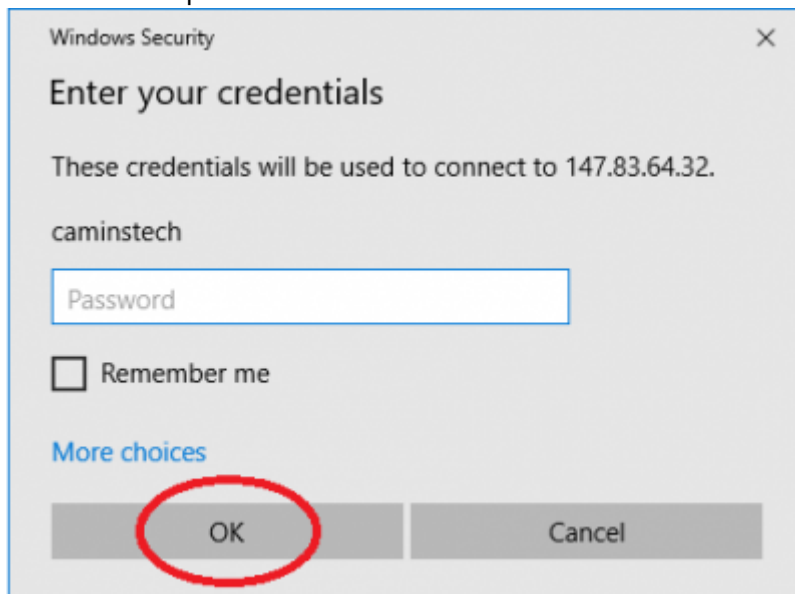 Windows Security
Enter your credentials
These credentials will be used to connect to 147.83.64.32.
caminstech
Password
Remember me
More choices
OK
Cancel